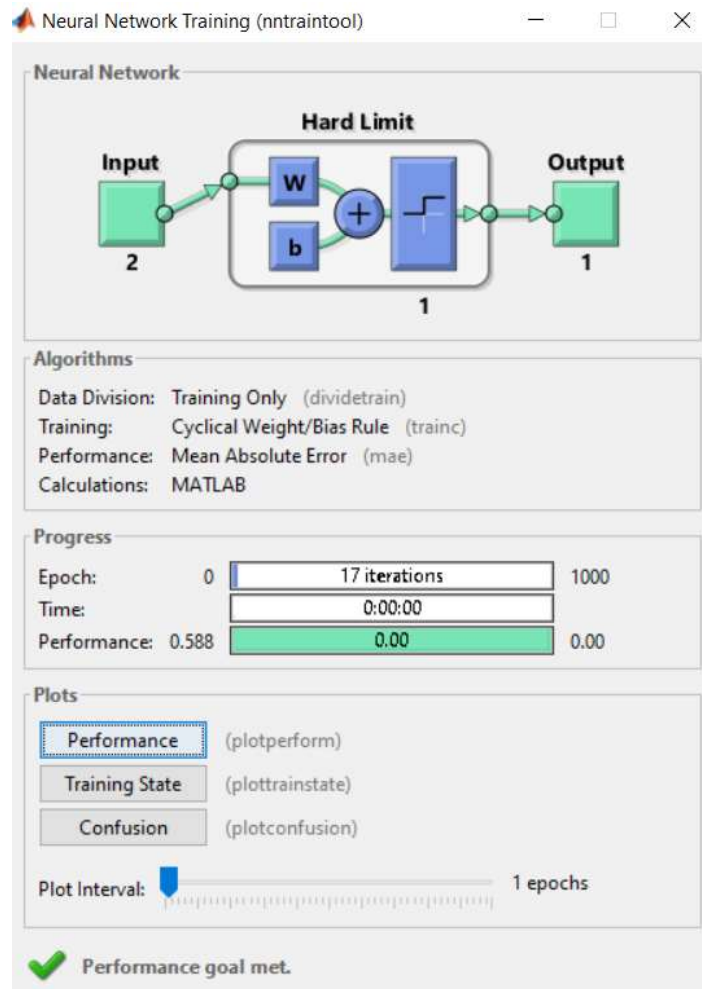 Neural Network Training (nntraintool)
Neural Network
Hard Limit
Input
Output
W
b
+
2
1
1
Algorithms
Data Division: Training Only (dividetrain)
Training: Cyclical Weight/Bias Rule (trainc)
Performance: Mean Absolute Error (mae)
Calculations: MATLAB
Progress
Epoch: 0 17 iterations 1000
Time: 0:00:00
Performance: 0.588 0.00 0.00
Plots
Performance (plotperform)
Training State (plottrainstate)
Confusion (plotconfusion)
Plot Interval: 1 epochs
Performance goal met.